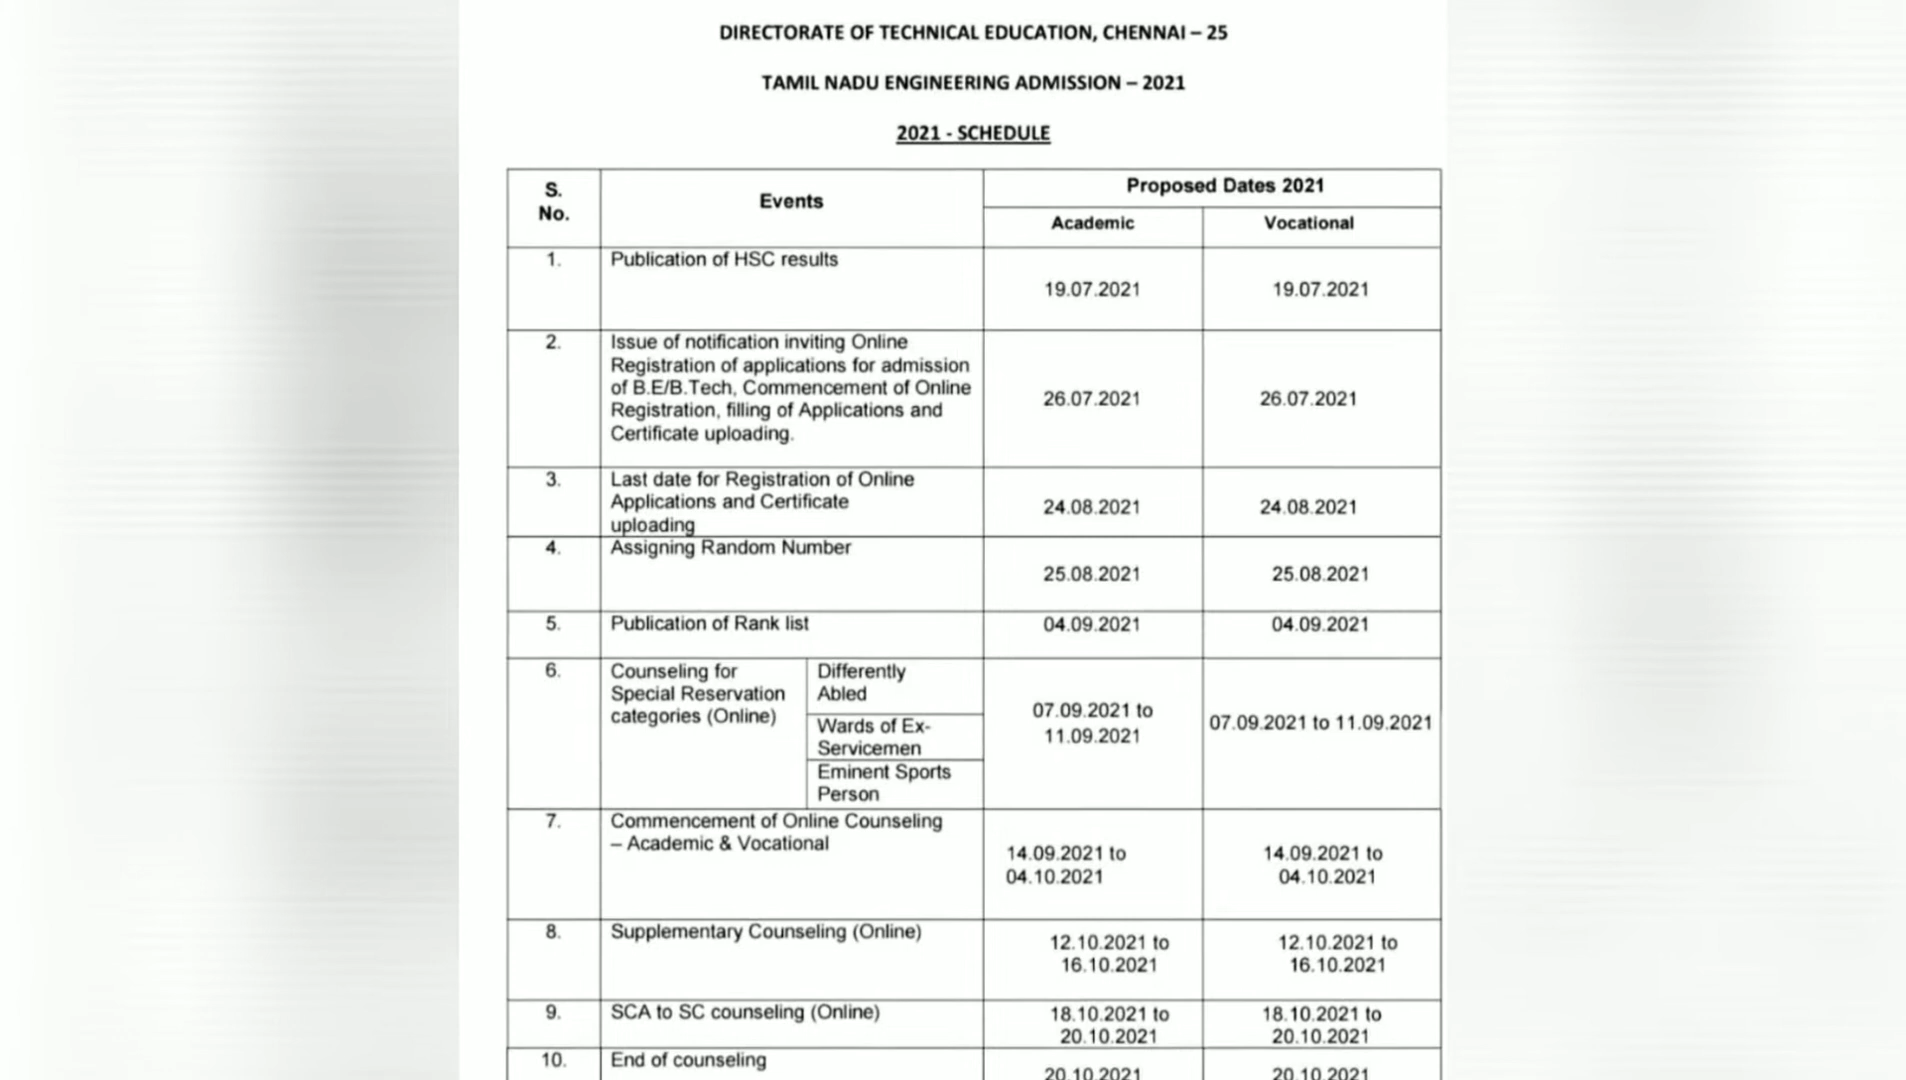 DIRECTORATE OF TECHNICAL EDUCATION, CHENNAI – 25
TAMIL NADU ENGINEERING ADMISSION – 2021
2021 - SCHEDULE
S. No.
Events
Proposed Dates 2021
Academic
Vocational
1.
Publication of HSC results
19.07.2021
19.07.2021
2.
Issue of notification inviting Online
Registration of applications for admission
of B.E/B.Tech, Commencement of Online
Registration, filling of Applications and
Certificate uploading.
26.07.2021
26.07.2021
3.
Last date for Registration of Online
Applications and Certificate
uploading
24.08.2021
24.08.2021
4.
Assigning Random Number
25.08.2021
25.08.2021
5.
Publication of Rank list
04.09.2021
04.09.2021
6.
Counseling for
Special Reservation
categories (Online)
Differently
Abled
Wards of Ex-
Servicemen
Eminent Sports
Person
07.09.2021 to
11.09.2021
07.09.2021 to 11.09.2021
7.
Commencement of Online Counseling
– Academic & Vocational
14.09.2021 to
04.10.2021
14.09.2021 to
04.10.2021
8.
Supplementary Counseling (Online)
12.10.2021 to
16.10.2021
12.10.2021 to
16.10.2021
9.
SCA to SC counseling (Online)
18.10.2021 to
20.10.2021
18.10.2021 to
20.10.2021
10.
End of counseling
20.10.2021
20.10.2021